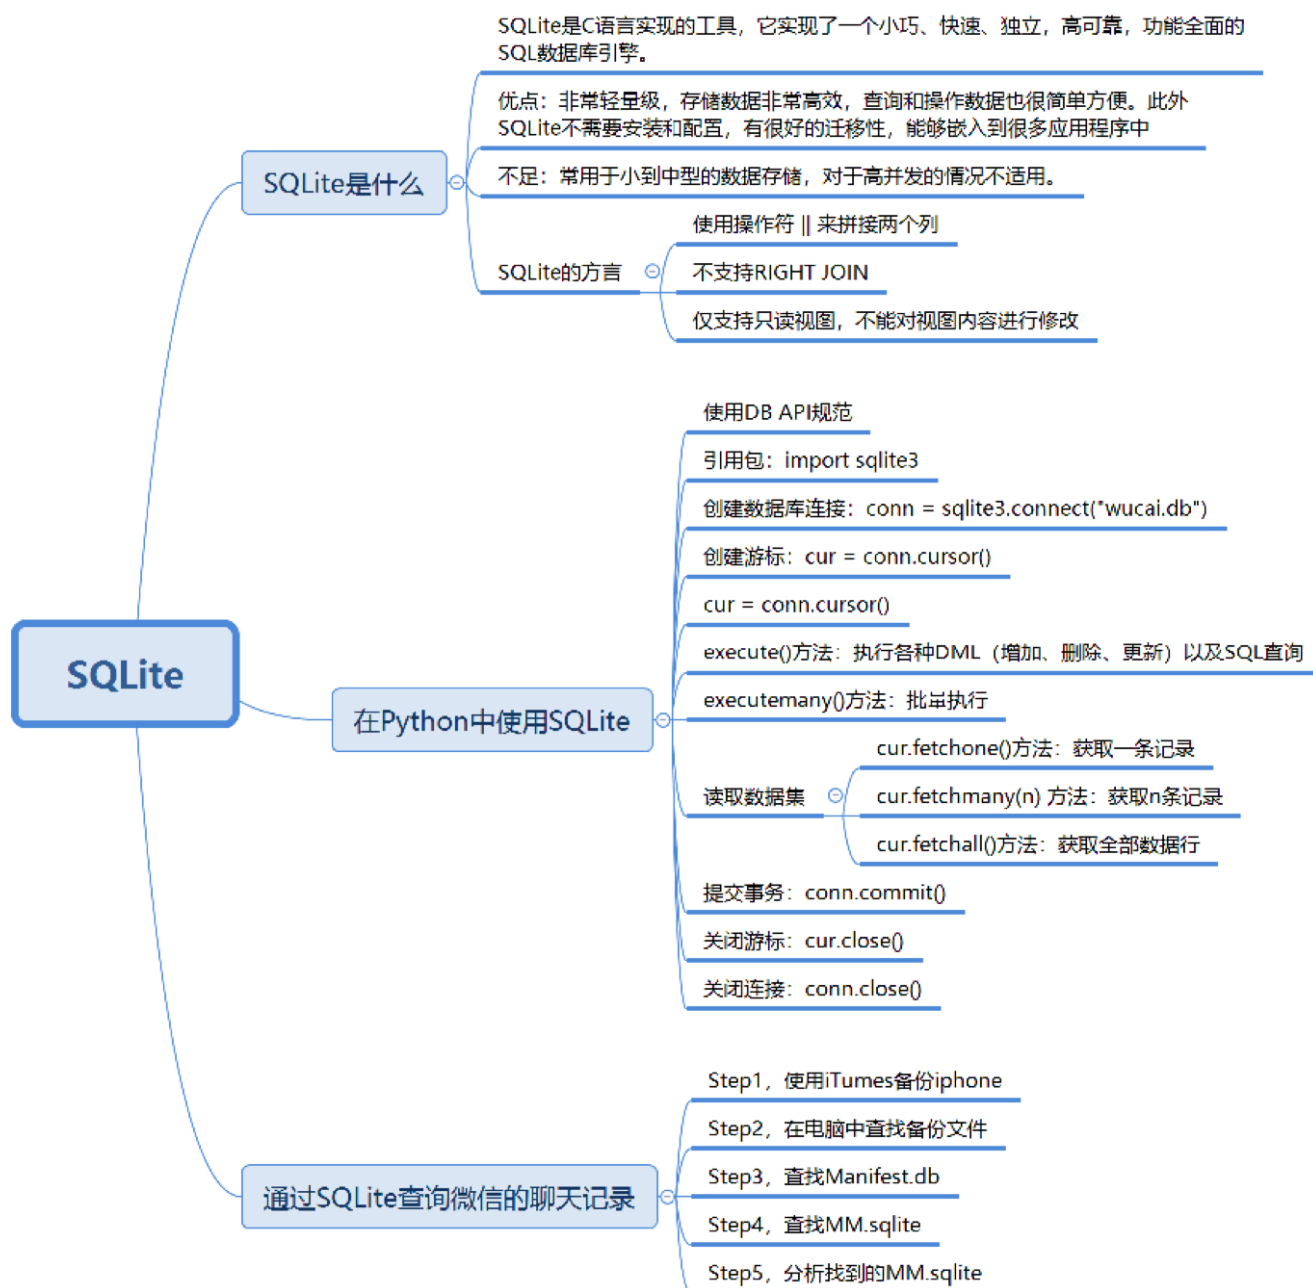 SQLite是C语言实现的工具，它实现了一个小巧、快速、独立，高可靠，功能全面的
SQL数据库引擎。
优点：非常轻量级，存储数据非常高效，查询和操作数据也很简单方便。此外
SQLite不需要安装和配置，有很好的迁移性，能够嵌入到很多应用程序中
SQLite是什么
不足：常用于小到中型的数据存储，对于高并发的情况不适用。
使用操作符 || 来拼接两个列
SQLite的方言
不支持RIGHT JOIN
仅支持只读视图，不能对视图内容进行修改
使用DB API规范
引用包：import sqlite3
创建数据库连接：conn = sqlite3.connect("wucai.db")
创建游标：cur = conn.cursor()
cur = conn.cursor()
SQLite
execute()方法：执行各种DML（增加、删除、更新）以及SQL查询
在Python中使用SQLite
executemany()方法：批量执行
cur.fetchone()方法：获取一条记录
读取数据集
cur.fetchmany(n) 方法：获取n条记录
cur.fetchall()方法：获取全部数据行
提交事务：conn.commit()
关闭游标：cur.close()
关闭连接：conn.close()
Step1，使用iTumes备份iphone
Step2，在电脑中查找备份文件
通过SQLite查询微信的聊天记录
Step3，查找Manifest.db
Step4，查找MM.sqlite
Step5，分析找到的MM.sqlite